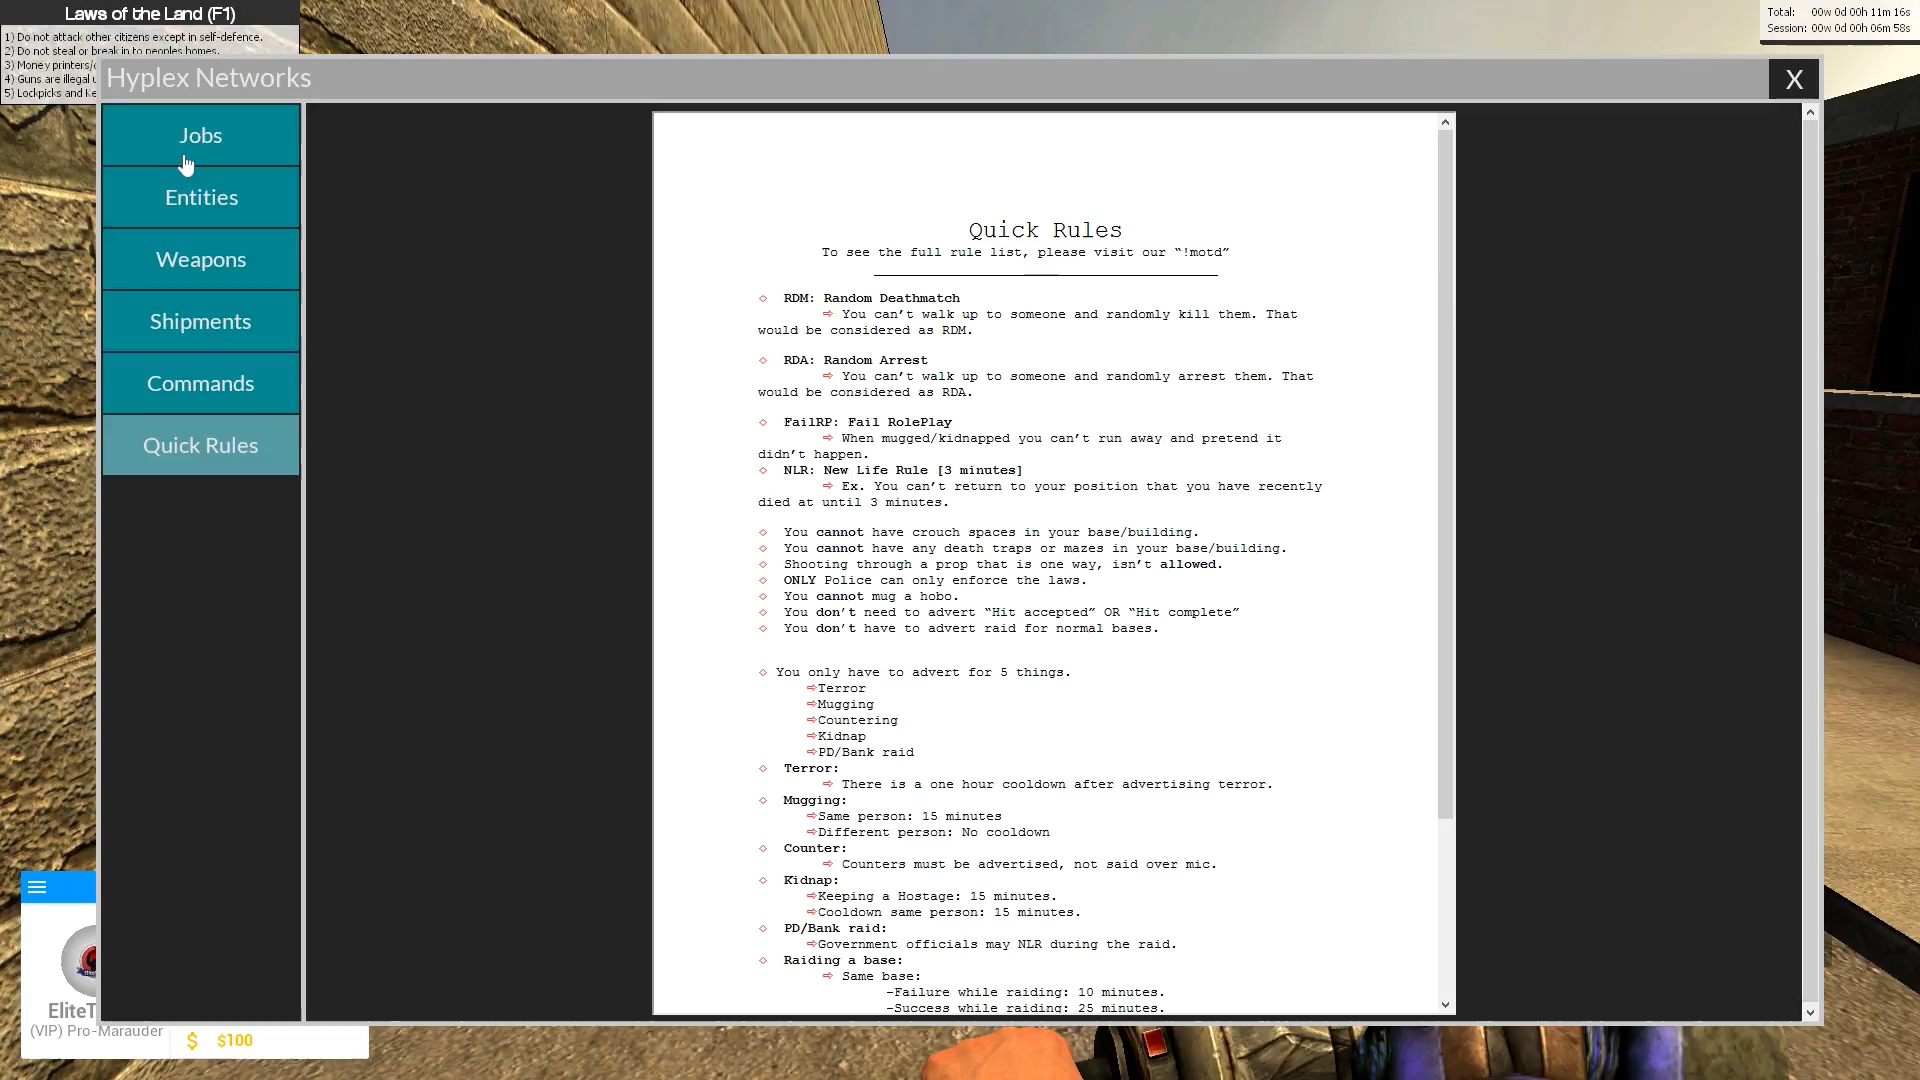 Laws of the Land (F1)
1) Do not attack other citizens except in self-defence.
2) Do not steal or break in to peoples homes.
3) Money printers/
4) Guns are illegal u
5) Lockpicks and Ke
Total: 00w 0d 00h 11m 16s
Session: 00w 0d 00h 06m 58s
Hyplex Networks
X
Jobs
Entities
Weapons
Shipments
Commands
Quick Rules
Quick Rules
To see the full rule list, please visit our “!motd”
◇ RDM: Random Deathmatch
⇨ You can’t walk up to someone and randomly kill them. That
would be considered as RDM.
◇ RDA: Random Arrest
⇨ You can’t walk up to someone and randomly arrest them. That
would be considered as RDA.
◇ FailRP: Fail RolePlay
⇨ When mugged/kidnapped you can’t run away and pretend it
didn’t happen.
◇ NLR: New Life Rule [3 minutes]
⇨ Ex. You can’t return to your position that you have recently
died at until 3 minutes.
◇ You cannot have crouch spaces in your base/building.
◇ You cannot have any death traps or mazes in your base/building.
◇ Shooting through a prop that is one way, isn’t allowed.
◇ ONLY Police can only enforce the laws.
◇ You cannot mug a hobo.
◇ You don’t need to advert “Hit accepted” OR “Hit complete”
◇ You don’t have to advert raid for normal bases.
◇ You only have to advert for 5 things.
⇨Terror
⇨Mugging
⇨Countering
⇨Kidnap
⇨PD/Bank raid
◇ Terror:
⇨ There is a one hour cooldown after advertising terror.
◇ Mugging:
⇨Same person: 15 minutes
⇨Different person: No cooldown
◇ Counter:
⇨ Counters must be advertised, not said over mic.
◇ Kidnap:
⇨Keeping a Hostage: 15 minutes.
⇨Cooldown same person: 15 minutes.
◇ PD/Bank raid:
⇨Government officials may NLR during the raid.
◇ Raiding a base:
⇨ Same base:
-Failure while raiding: 10 minutes.
-Success while raiding: 25 minutes.
EliteT
(VIP) Pro-Marauder
$ $100